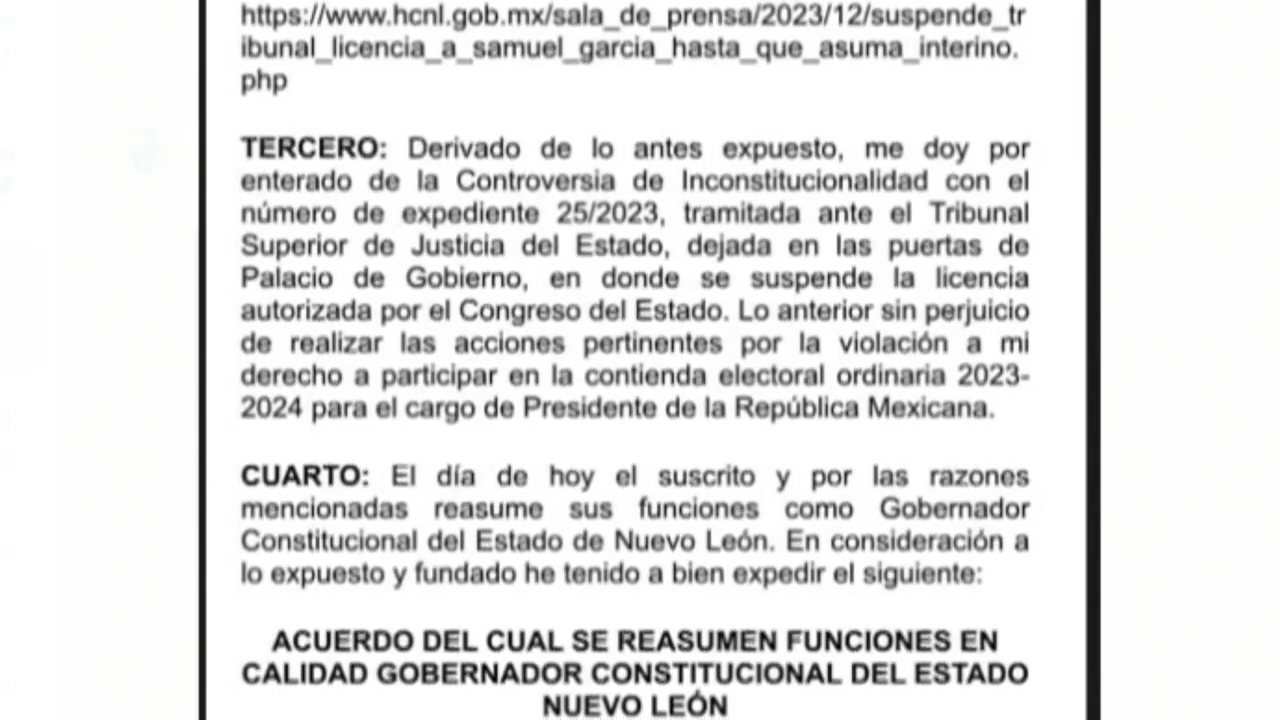 https://www.hcnl.gob.mx/sala_de_prensa/2023/12/suspende_tr
ibunal_licencia_a_samuel_garcia_hasta_que_asuma_interino.
php
TERCERO: Derivado de lo antes expuesto, me doy por
enterado de la Controversia de Inconstitucionalidad con el
número de expediente 25/2023, tramitada ante el Tribunal
Superior de Justicia del Estado, dejada en las puertas de
Palacio de Gobierno, en donde se suspende la licencia
autorizada por el Congreso del Estado. Lo anterior sin perjuicio
de realizar las acciones pertinentes por la violación a mi
derecho a participar en la contienda electoral ordinaria 2023-
2024 para el cargo de Presidente de la República Mexicana.
CUARTO: El día de hoy el suscrito y por las razones
mencionadas reasume sus funciones como Gobernador
Constitucional del Estado de Nuevo León. En consideración a
lo expuesto y fundado he tenido a bien expedir el siguiente:
ACUERDO DEL CUAL SE REASUMEN FUNCIONES EN
CALIDAD GOBERNADOR CONSTITUCIONAL DEL ESTADO
NUEVO LEÓN